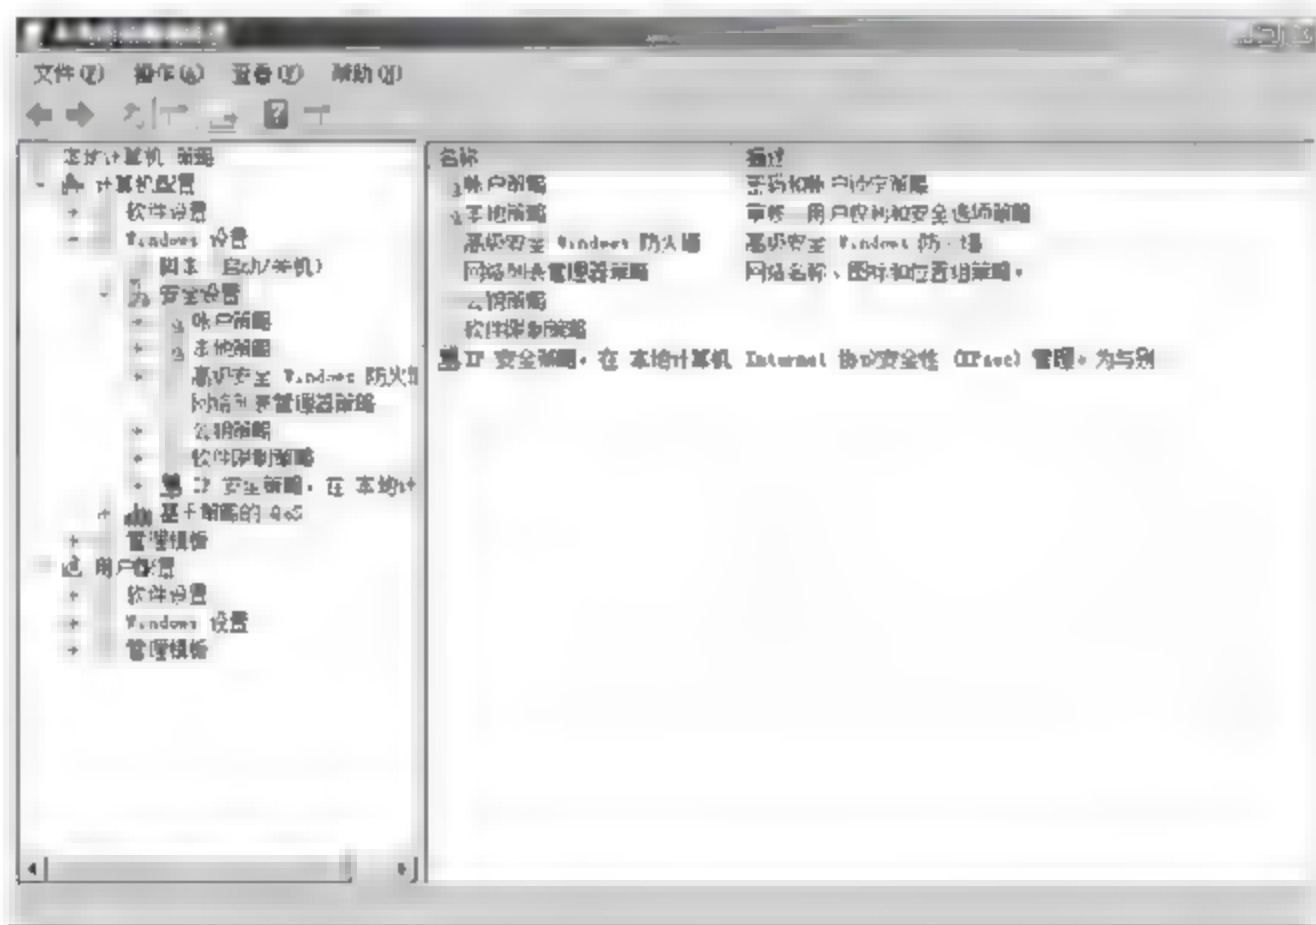 文件(F) 操作(A) 查看(V) 帮助(H)
本地计算机 策略
计算机配置
软件设置
Windows 设置
脚本(启动/关机)
安全设置
帐户策略
本地策略
高级安全 Windows 防火墙
网络列表管理器策略
公钥策略
软件限制策略
IP 安全策略，在 本地计
基于策略的 QoS
管理模板
用户配置
软件设置
Windows 设置
管理模板
名称 描述
帐户策略 密码和帐户锁定策略
本地策略 审核、用户权利和安全选项策略
高级安全 Windows 防火墙 高级安全 Windows 防火墙
网络列表管理器策略 网络名称、图标和位置组策略。
公钥策略
软件限制策略
IP 安全策略，在 本地计算机 Internet 协议安全性 (IPsec) 管理。为与别